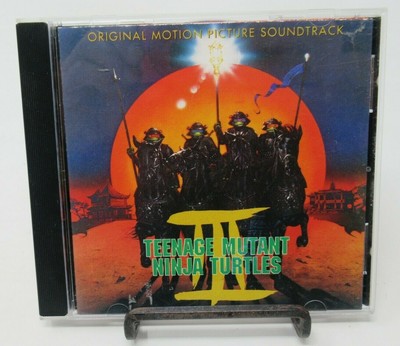 ORIGINAL MOTION PICTURE SOUNDTRACK
III
TEENAGE MUTANT
NINJA TURTLES